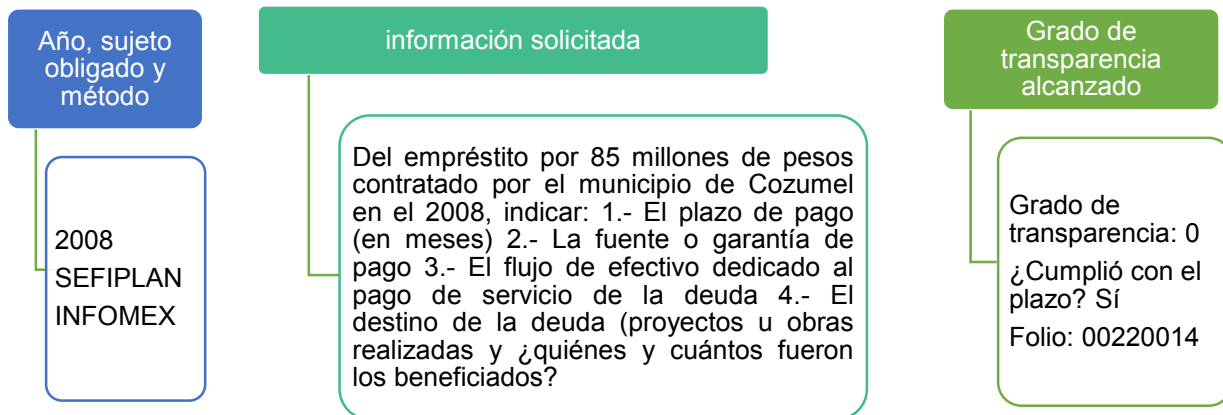 Año, sujeto
obligado y
método
2008
SEFIPLAN
INFOMEX
información solicitada
Del empréstito por 85 millones de pesos
contratado por el municipio de Cozumel
en el 2008, indicar: 1.- El plazo de pago
(en meses) 2.- La fuente o garantía de
pago 3.- El flujo de efectivo dedicado al
pago de servicio de la deuda 4.- El
destino de la deuda (proyectos u obras
realizadas y ¿quiénes y cuántos fueron
los beneficiados?
Grado de
transparencia
alcanzado
Grado de
transparencia: 0
¿Cumplió con el
plazo? Sí
Folio: 00220014